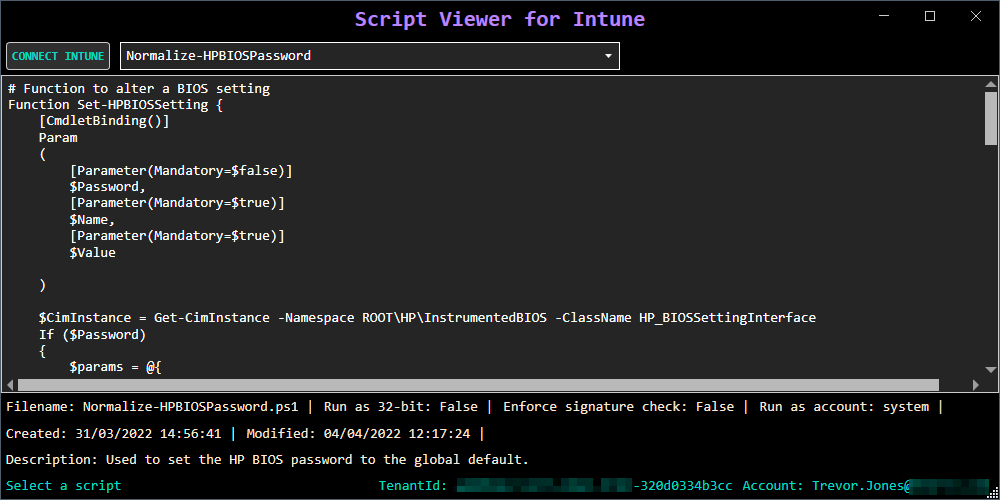 Script Viewer for Intune
CONNECT INTUNE Normalize-HPBIOSPassword
# Function to alter a BIOS setting
Function Set-HPBIOSSetting {
    [CmdletBinding()]
    Param
    (
        [Parameter(Mandatory=$false)]
        $Password,
        [Parameter(Mandatory=$true)]
        $Name,
        [Parameter(Mandatory=$true)]
        $Value
    )
    $CimInstance = Get-CimInstance -Namespace ROOT\HP\InstrumentedBIOS -ClassName HP_BIOSSettingInterface
    If ($Password)
    {
        $params = @{
Filename: Normalize-HPBIOSPassword.ps1 | Run as 32-bit: False | Enforce signature check: False | Run as account: system |
Created: 31/03/2022 14:56:41 | Modified: 04/04/2022 12:17:24 |
Description: Used to set the HP BIOS password to the global default.
Select a script TenantId: -320d0334b3cc Account: Trevor.Jones@